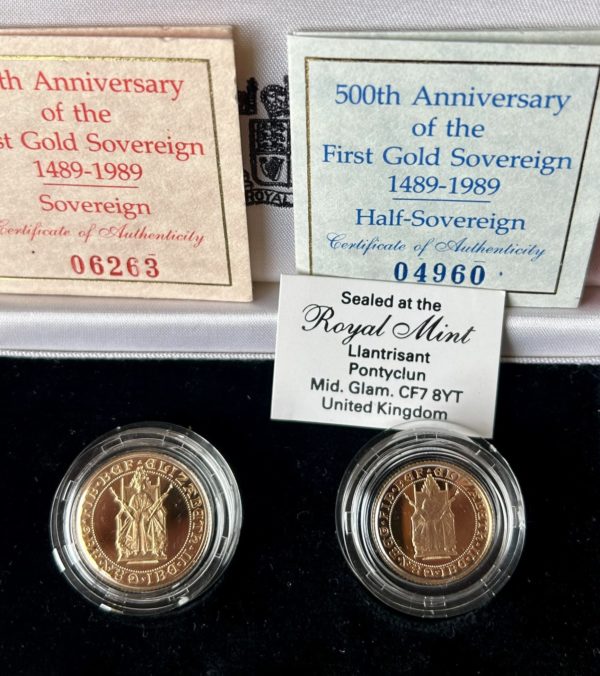 th Anniversary
of the
st Gold Sovereign
1489-1989
Sovereign
Certificate of Authenticity
06263
500th Anniversary
of the
First Gold Sovereign
1489-1989
Half-Sovereign
Certificate of Authenticity
04960
ROYAL
Sealed at the
Royal Mint
Llantrisant
Pontyclun
Mid. Glam. CF7 8YT
United Kingdom